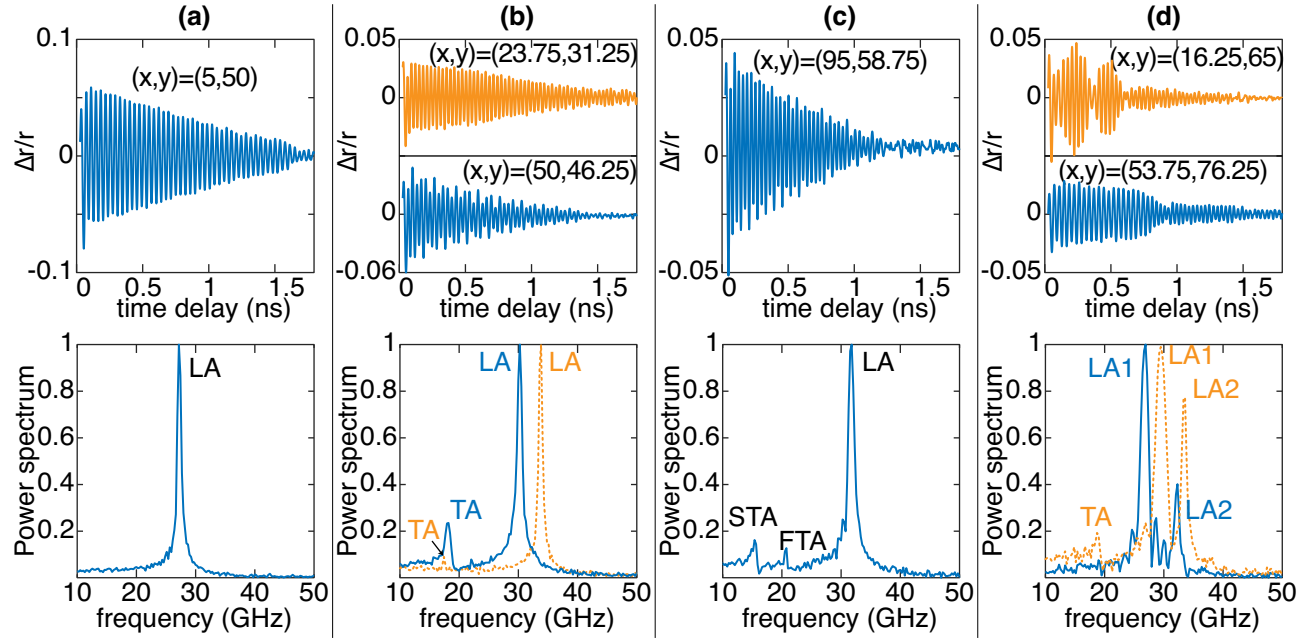 (a)
0.1
0
-0.1
Δr/r
(x,y)=(5,50)
0 0.5 1 1.5
time delay (ns)
1
0.8
0.6
0.4
0.2
Power spectrum
LA
10 20 30 40 50
frequency (GHz)
(b)
0.05
0
0
-0.06
Δr/r
(x,y)=(23.75,31.25)
(x,y)=(50,46.25)
0 0.5 1 1.5
time delay (ns)
1
0.8
0.6
0.4
0.2
Power spectrum
LA LA
TA TA
10 20 30 40 50
frequency (GHz)
(c)
0.05
0
-0.05
Δr/r
(x,y)=(95,58.75)
0 0.5 1 1.5
time delay (ns)
1
0.8
0.6
0.4
0.2
Power spectrum
LA
STA
FTA
10 20 30 40 50
frequency (GHz)
(d)
0.05
0
0
-0.05
Δr/r
(x,y)=(16.25,65)
(x,y)=(53.75,76.25)
0 0.5 1.0 1.5
time delay (ns)
1
0.8
0.6
0.4
0.2
Power spectrum
LA1 LA1
LA2
TA
LA2
10 20 30 40 50
frequency (GHz)